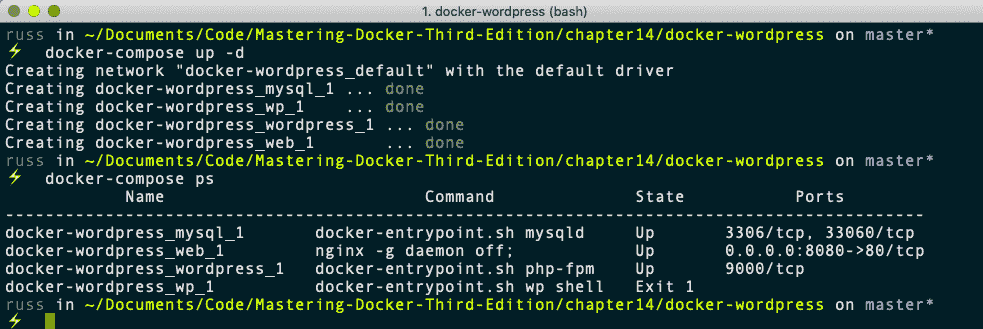 1. docker-wordpress (bash)
russ in ~/Documents/Code/Mastering-Docker-Third-Edition/chapter14/docker-wordpress on master*
⚡ docker-compose up -d
Creating network "docker-wordpress_default" with the default driver
Creating docker-wordpress_mysql_1 ... done
Creating docker-wordpress_wp_1    ... done
Creating docker-wordpress_wordpress_1 ... done
Creating docker-wordpress_web_1       ... done
russ in ~/Documents/Code/Mastering-Docker-Third-Edition/chapter14/docker-wordpress on master*
⚡ docker-compose ps
Name Command State Ports
--------------------------------------------------------------------------------------------
docker-wordpress_mysql_1 docker-entrypoint.sh mysqld Up 3306/tcp, 33060/tcp
docker-wordpress_web_1 nginx -g daemon off; Up 0.0.0.0:8080->80/tcp
docker-wordpress_wordpress_1 docker-entrypoint.sh php-fpm Up 9000/tcp
docker-wordpress_wp_1 docker-entrypoint.sh wp shell Exit 1
russ in ~/Documents/Code/Mastering-Docker-Third-Edition/chapter14/docker-wordpress on master*
⚡